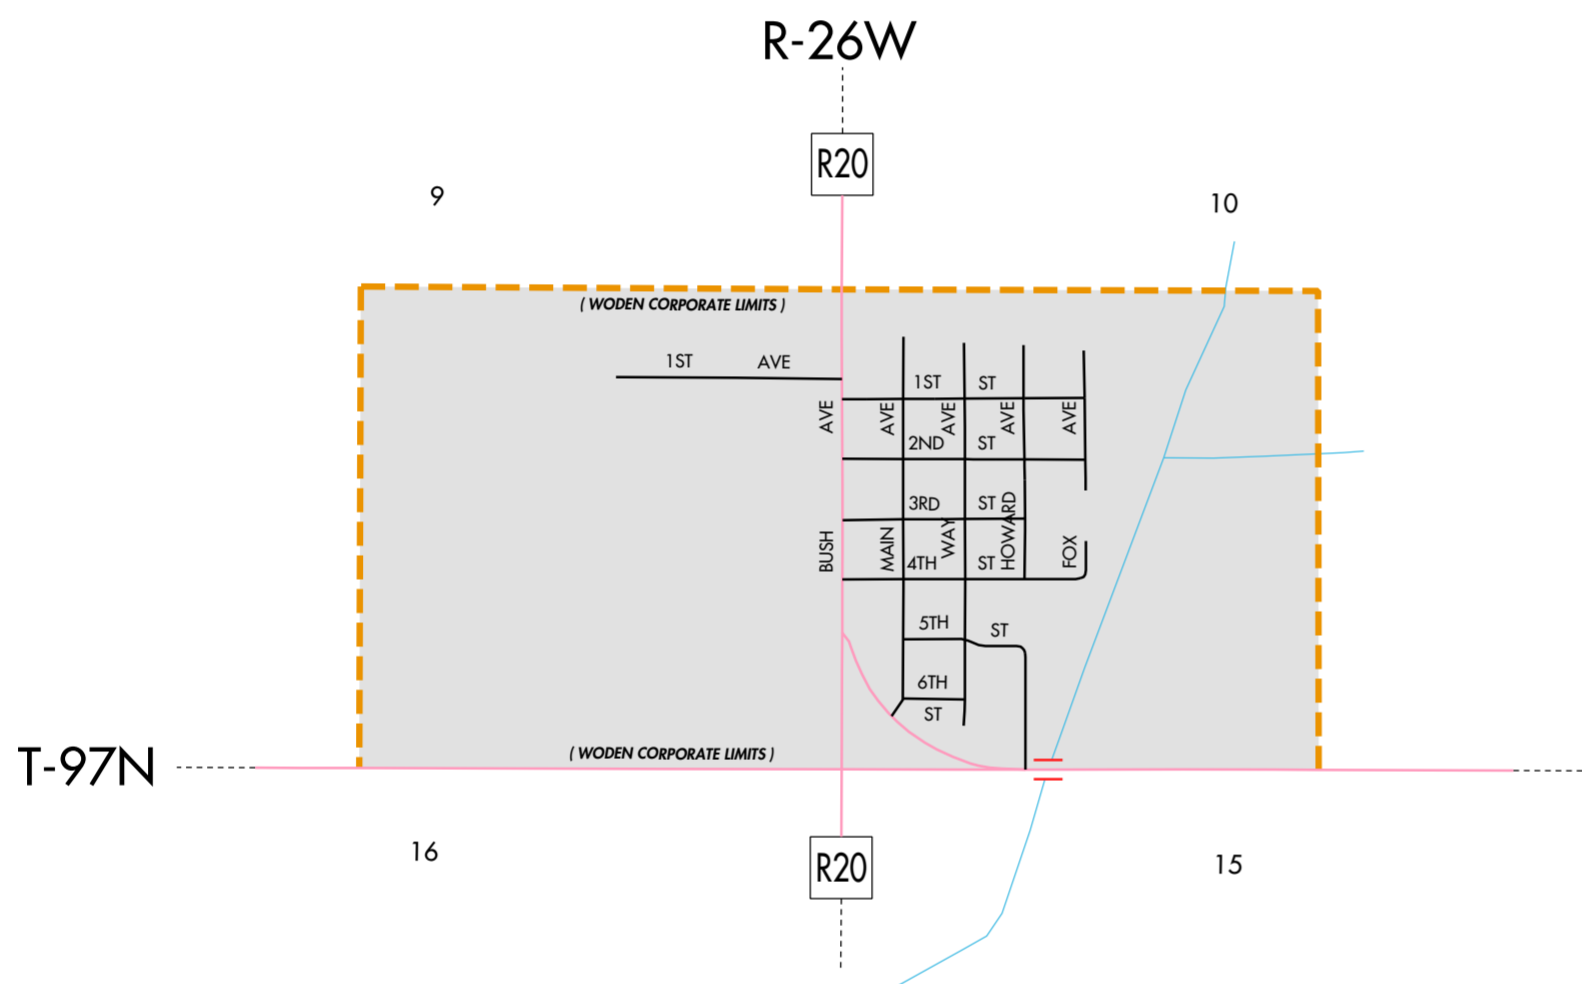 R-26W
R20
9
10
( WODEN CORPORATE LIMITS )
1ST AVE
1ST ST
AVE AVE AVE AVE AVE
2ND ST
3RD ST
BUSH MAIN WAY HOWARD FOX
4TH ST
5TH ST
6TH
ST
( WODEN CORPORATE LIMITS )
T-97N
16
R20
15